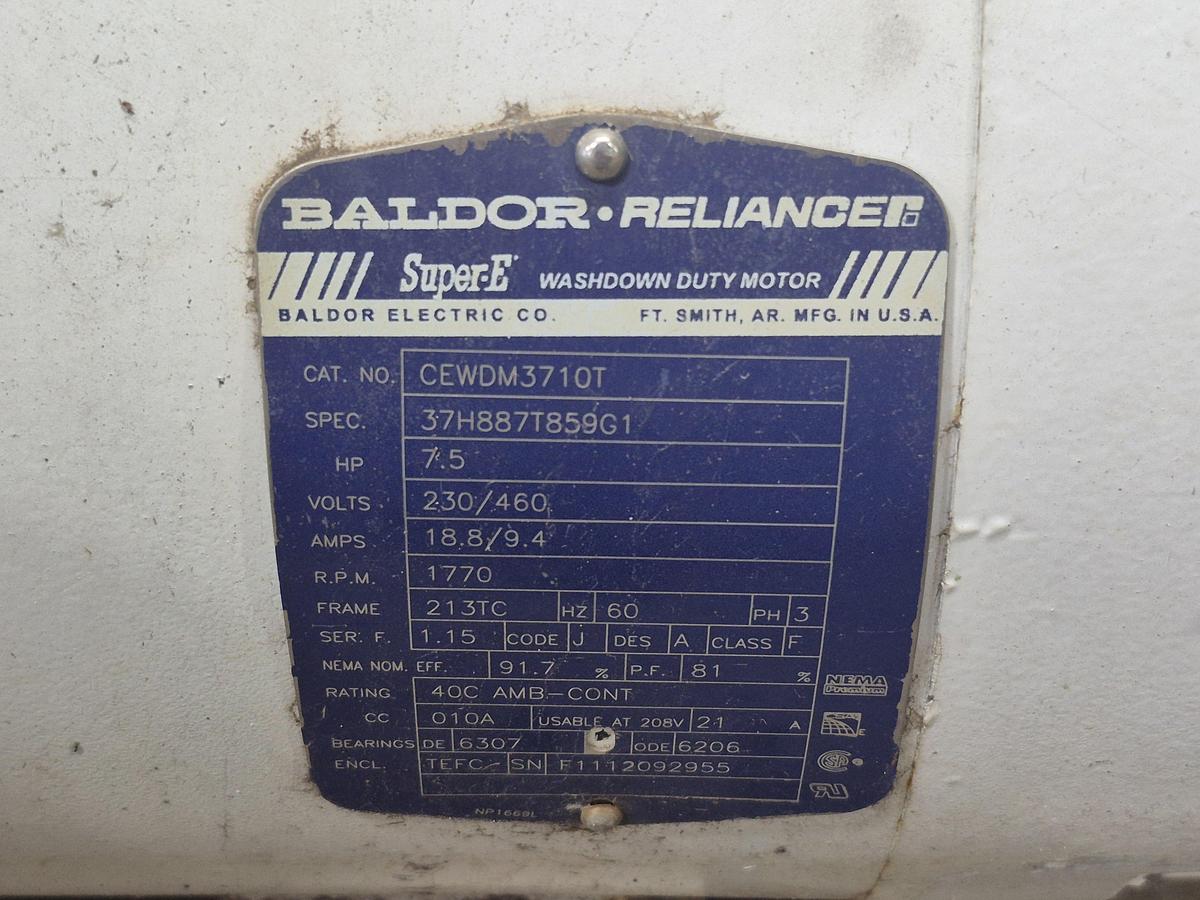 BALDOR • RELIANCE
Super-E WASHDOWN DUTY MOTOR
BALDOR ELECTRIC CO. FT. SMITH, AR. MFG. IN U.S.A.
CAT. NO. CEWDM3710T
SPEC. 37H887T859G1
HP 7.5
VOLTS 230/460
AMPS 18.8/9.4
R.P.M. 1770
FRAME 213TC HZ 60 PH 3
SER. F. 1.15 CODE J DES A CLASS F
NEMA NOM. EFF. 91.7 % P.F. 81 %
RATING 40C AMB-CONT
NEMA
Premium
CC 010A USABLE AT 208V 21 A
BEARINGS DE 6307 ODE 6206
ENCL. TEFC SN F1112092955
NP1669L